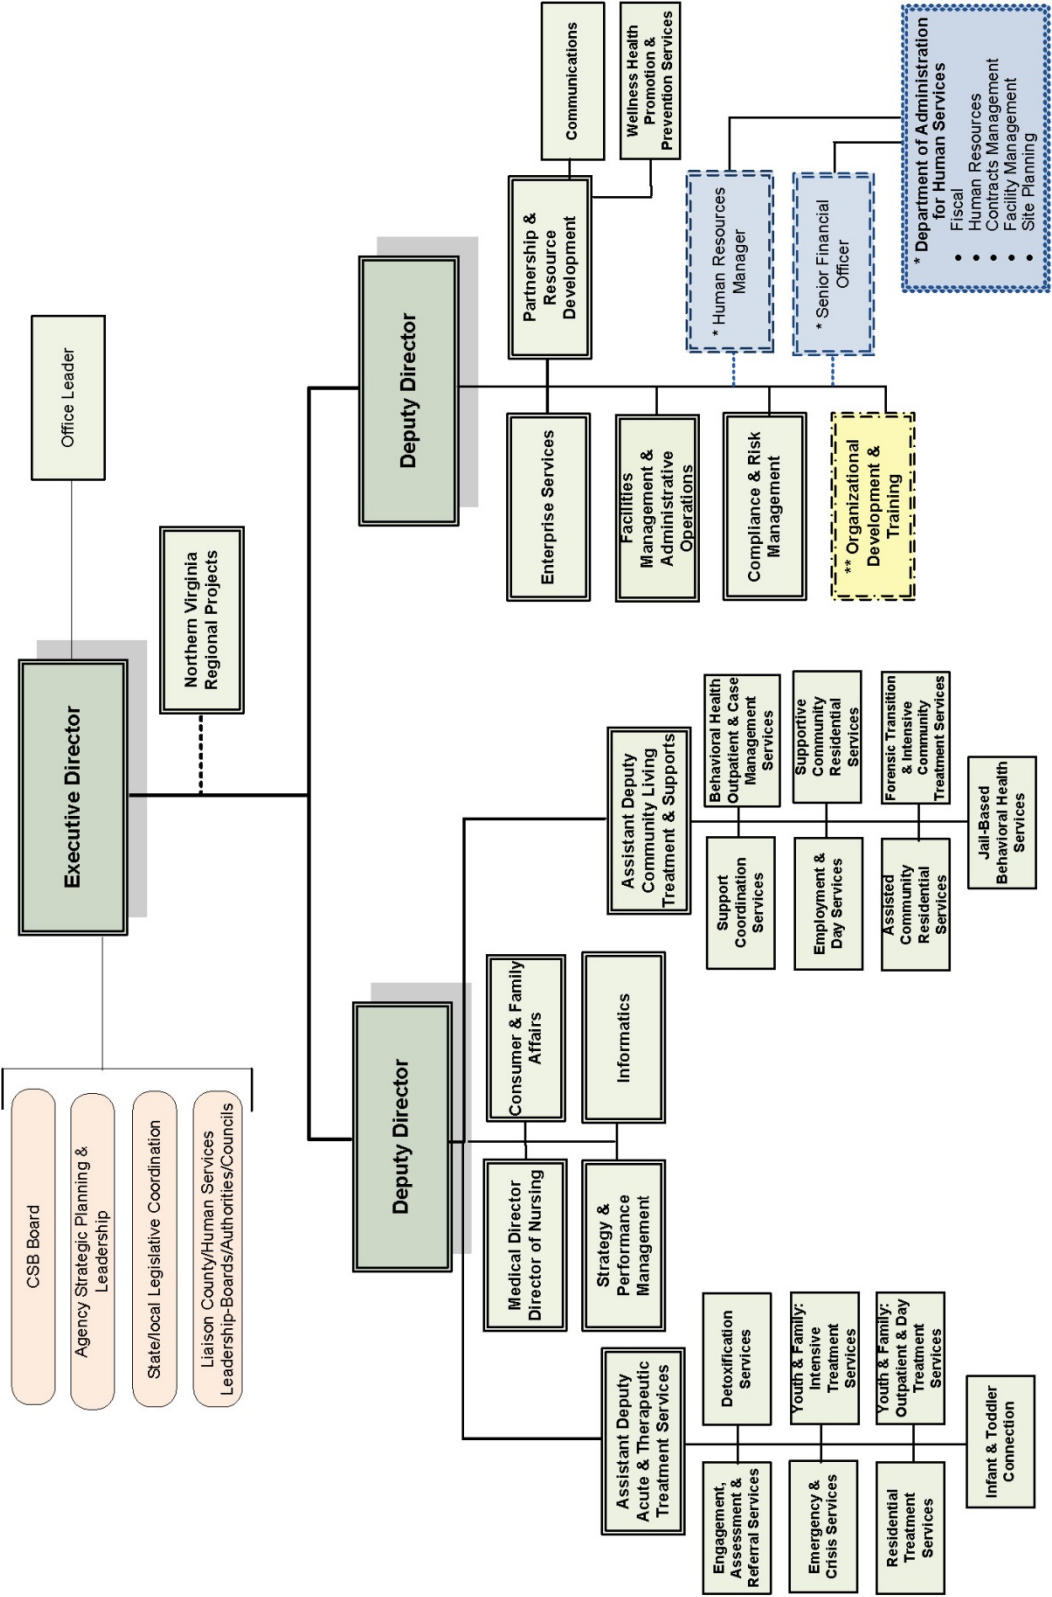 CSB Board
Agency Strategic Planning &
Leadership
State/local Legislative Coordination
Liaison County/Human Services
Leadership-Boards/Authorities/Councils
Executive Director
Office Leader
Northern Virginia
Regional Projects
Deputy Director
Medical Director
Director of Nursing
Consumer & Family
Affairs
Strategy &
Performance
Management
Informatics
Assistant Deputy
Acute & Therapeutic
Treatment Services
Engagement,
Assessment &
Referral Services
Detoxification
Services
Emergency &
Crisis Services
Youth & Family:
Intensive
Treatment
Services
Residential
Treatment
Services
Youth & Family:
Outpatient & Day
Treatment
Services
Infant & Toddler
Connection
Assistant Deputy
Community Living
Treatment & Supports
Support
Coordination
Services
Behavioral Health
Outpatient & Case
Management
Services
Employment &
Day Services
Supportive
Community
Residential
Services
Assisted
Community
Residential
Services
Forensic Transition
& Intensive
Community
Treatment Services
Jail-Based
Behavioral Health
Services
Deputy Director
Enterprise Services
Partnership &
Resource
Development
Communications
Wellness Health
Promotion &
Prevention Services
Facilities
Management &
Administrative
Operations
Compliance & Risk
Management
** Organizational
Development &
Training
* Human Resources
Manager
* Senior Financial
Officer
* Department of Administration
for Human Services
• Fiscal
• Human Resources
• Contracts Management
• Facility Management
• Site Planning